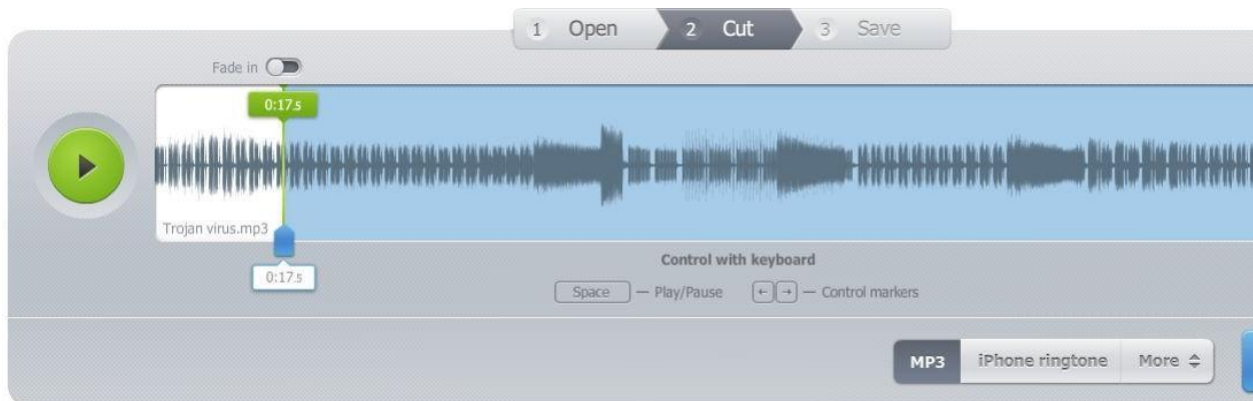 1 Open 2 Cut 3 Save
Fade in
0:17.5
Trojan virus.mp3
0:17.5
Control with keyboard
Space — Play/Pause ← → — Control markers
MP3 iPhone ringtone More